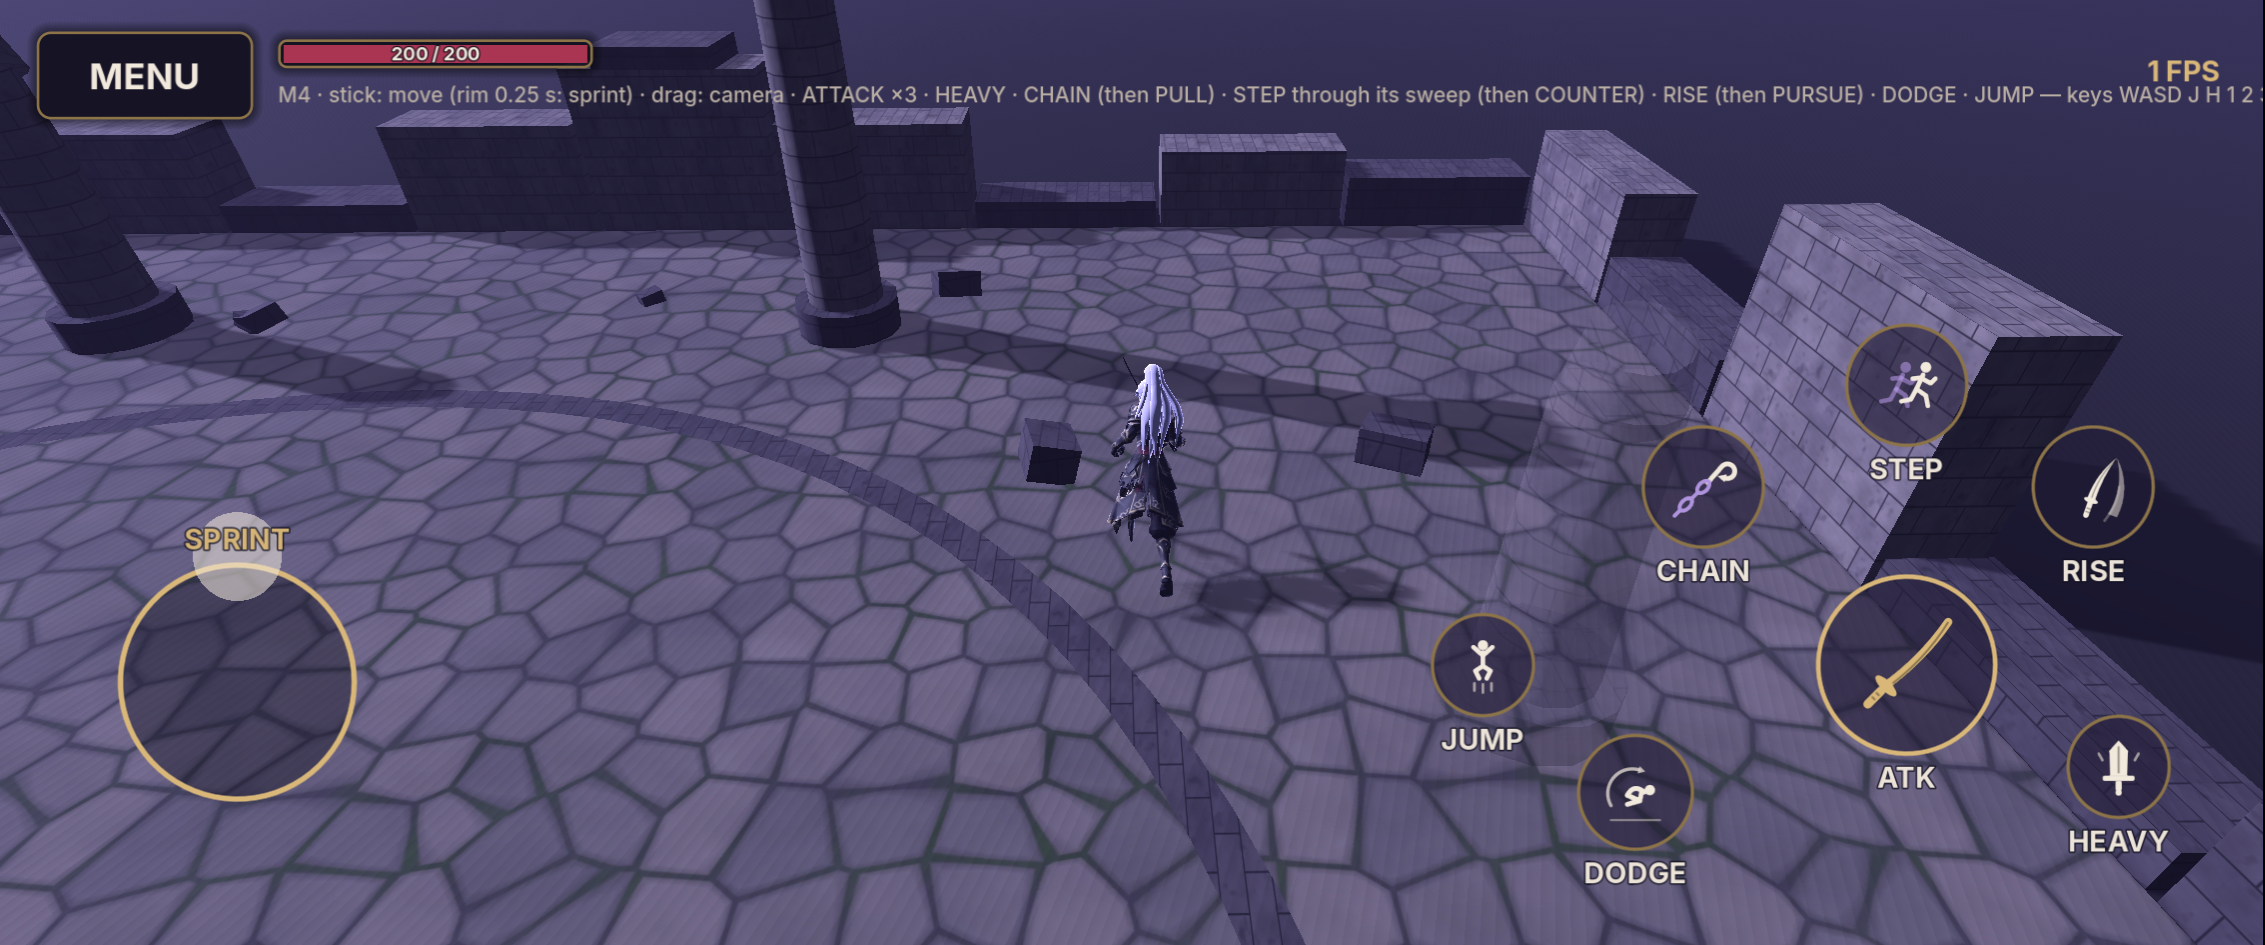 MENU
200 / 200
1 FPS
M4 · stick: move (rim 0.25 s: sprint) · drag: camera · ATTACK ×3 · HEAVY · CHAIN (then PULL) · STEP through its sweep (then COUNTER) · RISE (then PURSUE) · DODGE · JUMP — keys WASD J H 1 2
STEP
SPRINT
CHAIN
RISE
JUMP
ATK
HEAVY
DODGE